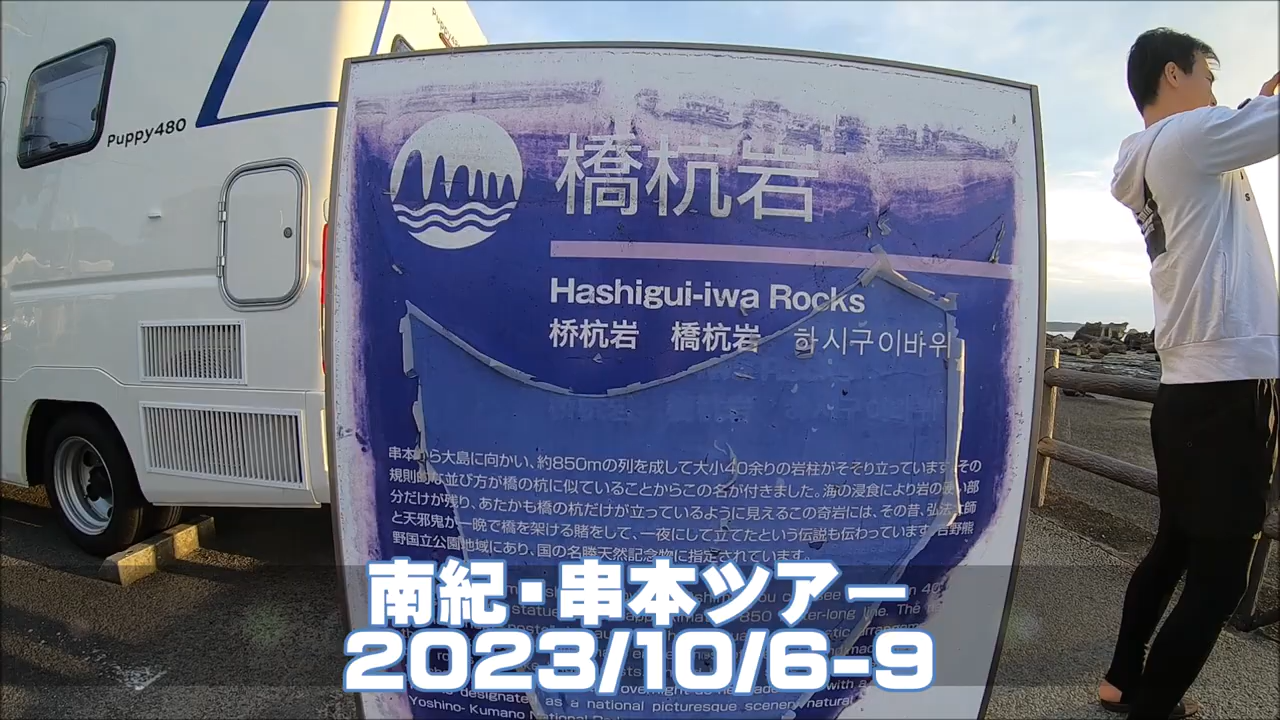 Puppy480
橋杭岩
Hashigui-iwa Rocks
桥杭岩 橋杭岩 하시구이바위
串本から大島に向かい、約850mの列を成して大小40余りの岩柱がそそり立っています。その
規則的な並び方が橋の杭に似ていることからこの名が付きました。海の浸食により岩の硬い部
分だけが残り、あたかも橋の杭だけが立っているように見えるこの奇岩には、その昔、弘法大師
と天邪鬼が一晩で橋を架ける賭をして、一夜にして立てたという伝説も伝わっています。吉野熊
野国立公園地域にあり、国の名勝天然記念物に指定されています。
南紀・串本ツアー
2023/10/6-9
designated as a national picturesque scenery natural
Yoshino- Kumano National